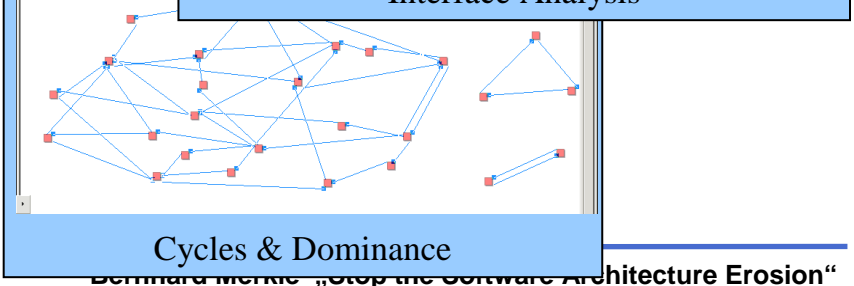 Interface Analysis
Cycles & Dominance
Bernhard Merkle „Stop the Software Architecture Erosion“